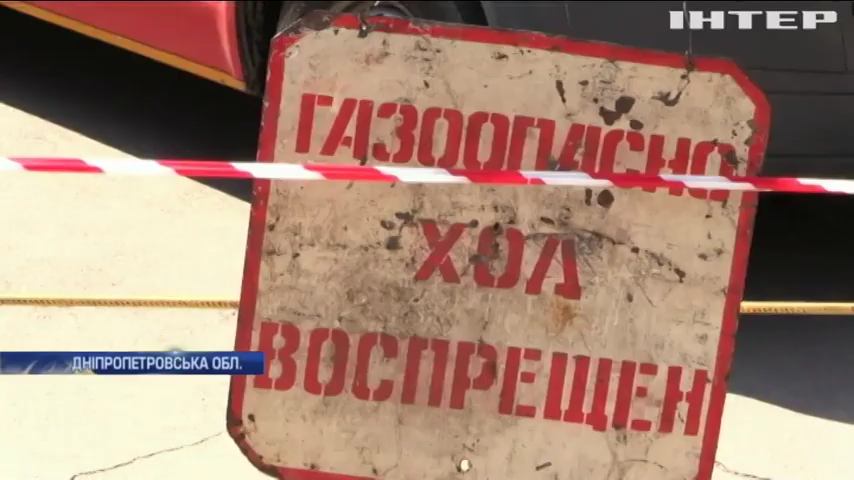 ІНТЕР
ГАЗООПАСНО
ХОД
ВОСПРЕЩЕН
ДНІПРОПЕТРОВСЬКА ОБЛ.